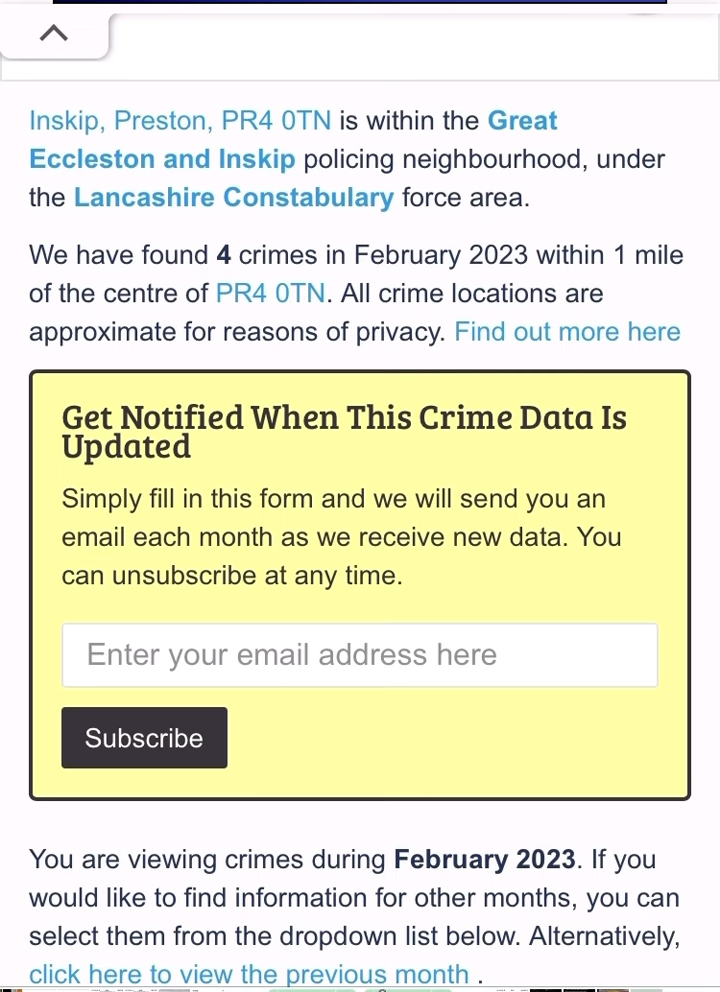 Inskip, Preston, PR4 0TN is within the Great
Eccleston and Inskip policing neighbourhood, under
the Lancashire Constabulary force area.
We have found 4 crimes in February 2023 within 1 mile
of the centre of PR4 0TN. All crime locations are
approximate for reasons of privacy. Find out more here
Get Notified When This Crime Data Is
Updated
Simply fill in this form and we will send you an
email each month as we receive new data. You
can unsubscribe at any time.
Enter your email address here
Subscribe
You are viewing crimes during February 2023. If you
would like to find information for other months, you can
select them from the dropdown list below. Alternatively,
click here to view the previous month .